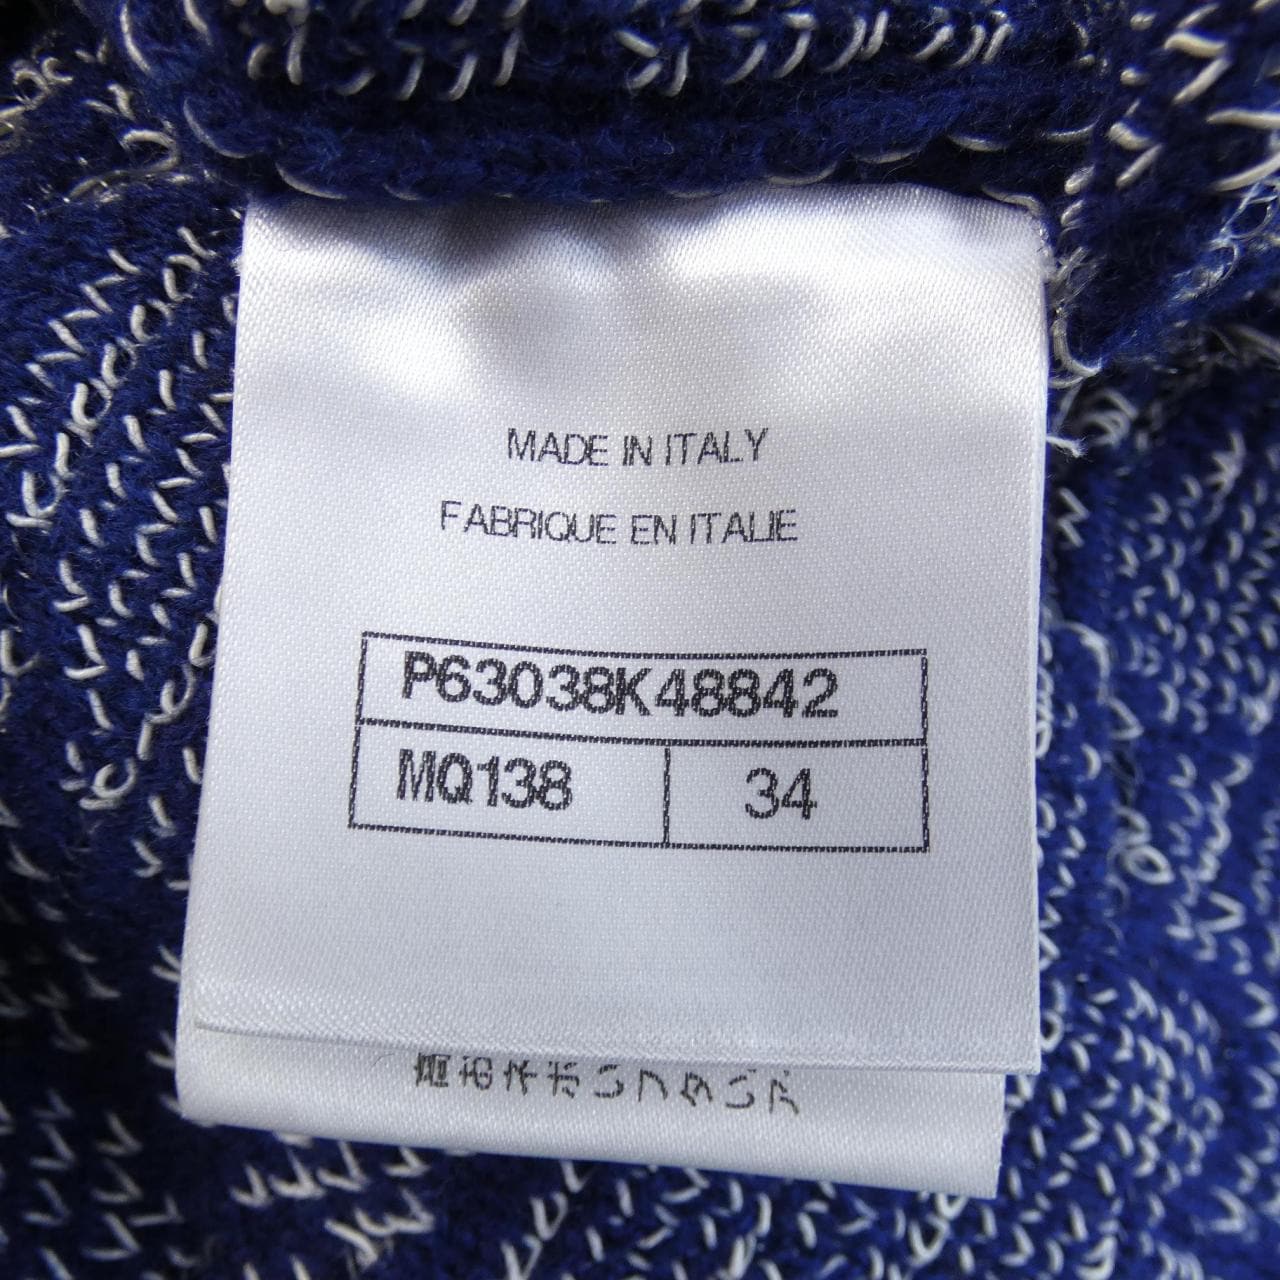 MADE IN ITALY
FABRIQUE EN ITALIE
P63038K48842
MQ138 34